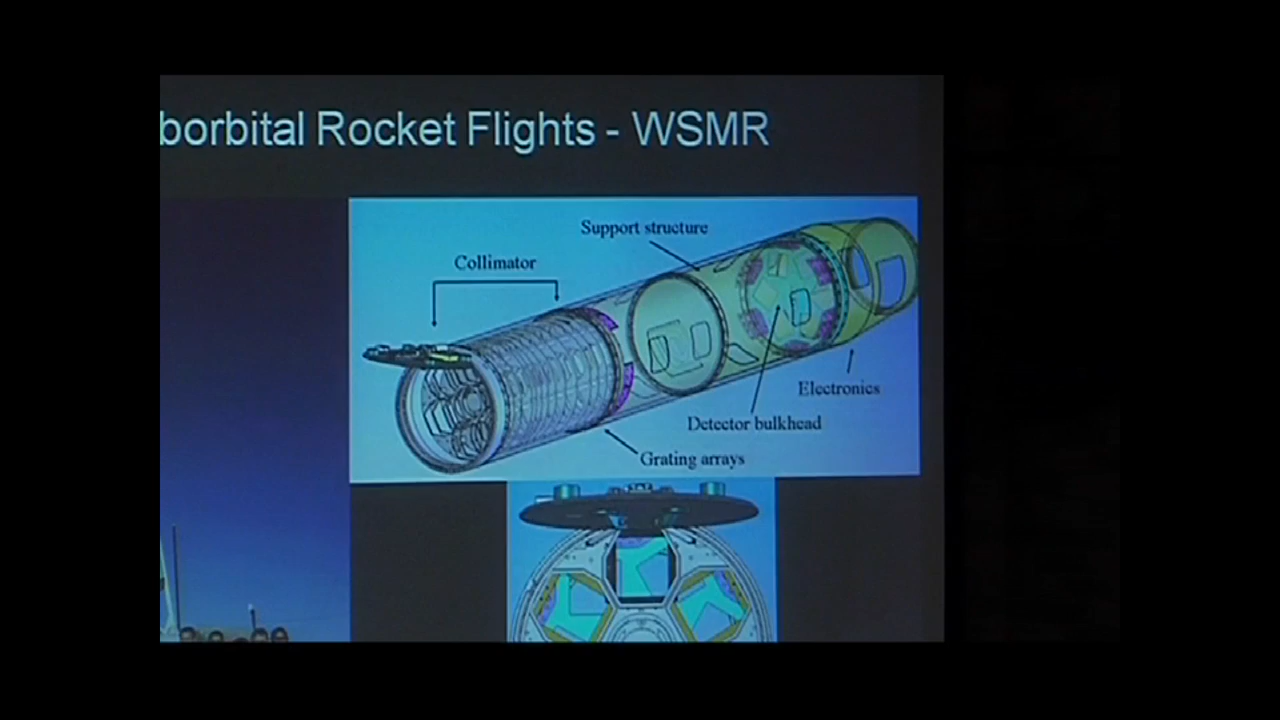 borbital Rocket Flights - WSMR
Support structure
Collimator
Electronics
Detector bulkhead
Grating arrays